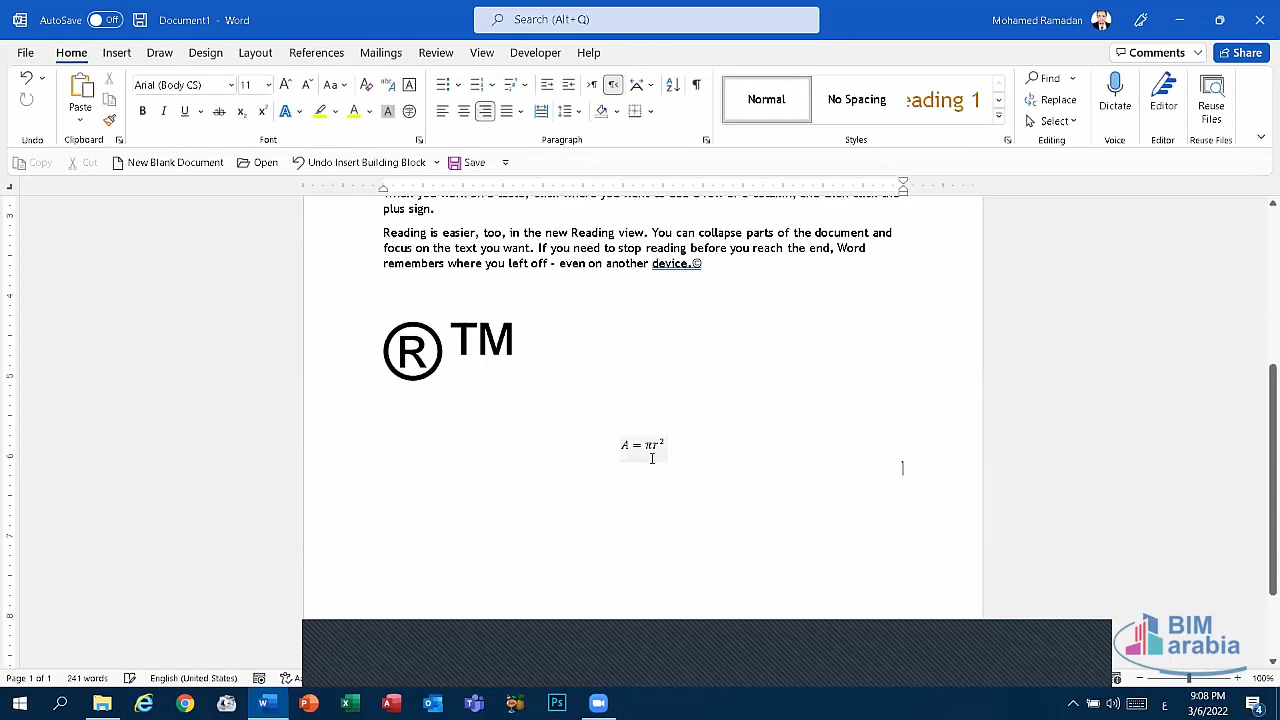 AutoSave Off Document1 - Word Search (Alt+Q) Mohamed Ramadan
File Home Insert Draw Design Layout References Mailings Review View Developer Help Comments Share
Arial (Body CS) 11
Paste
Normal No Spacing eading 1
Find
Replace
Select
Dictate Editor Reuse Files
Undo Clipboard Font Paragraph Styles Editing Voice Reuse Files
Copy Cut New Blank Document Open Undo Insert Building Block Save
plus sign.
Reading is easier, too, in the new Reading view. You can collapse parts of the document and
focus on the text you want. If you need to stop reading before you reach the end, Word
remembers where you left off - even on another device.©
® TM
A = πr²
BIM
arabia
Page 1 of 1 241 words English (United States) 100%
9:08 PM
3/6/2022